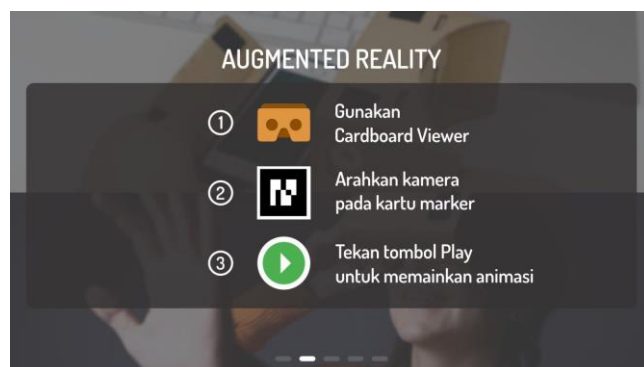 AUGMENTED REALITY
1
Gunakan
Cardboard Viewer
2
Arahkan kamera
pada kartu marker
3
Tekan tombol Play
untuk memainkan animasi